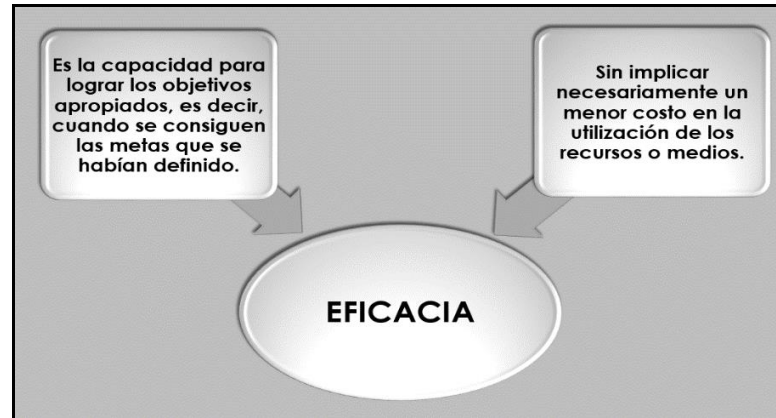 Es la capacidad para
lograr los objetivos
apropiados, es decir,
cuando se consiguen
las metas que se
habían definido.
Sin implicar
necesariamente un
menor costo en la
utilización de los
recursos o medios.
EFICACIA